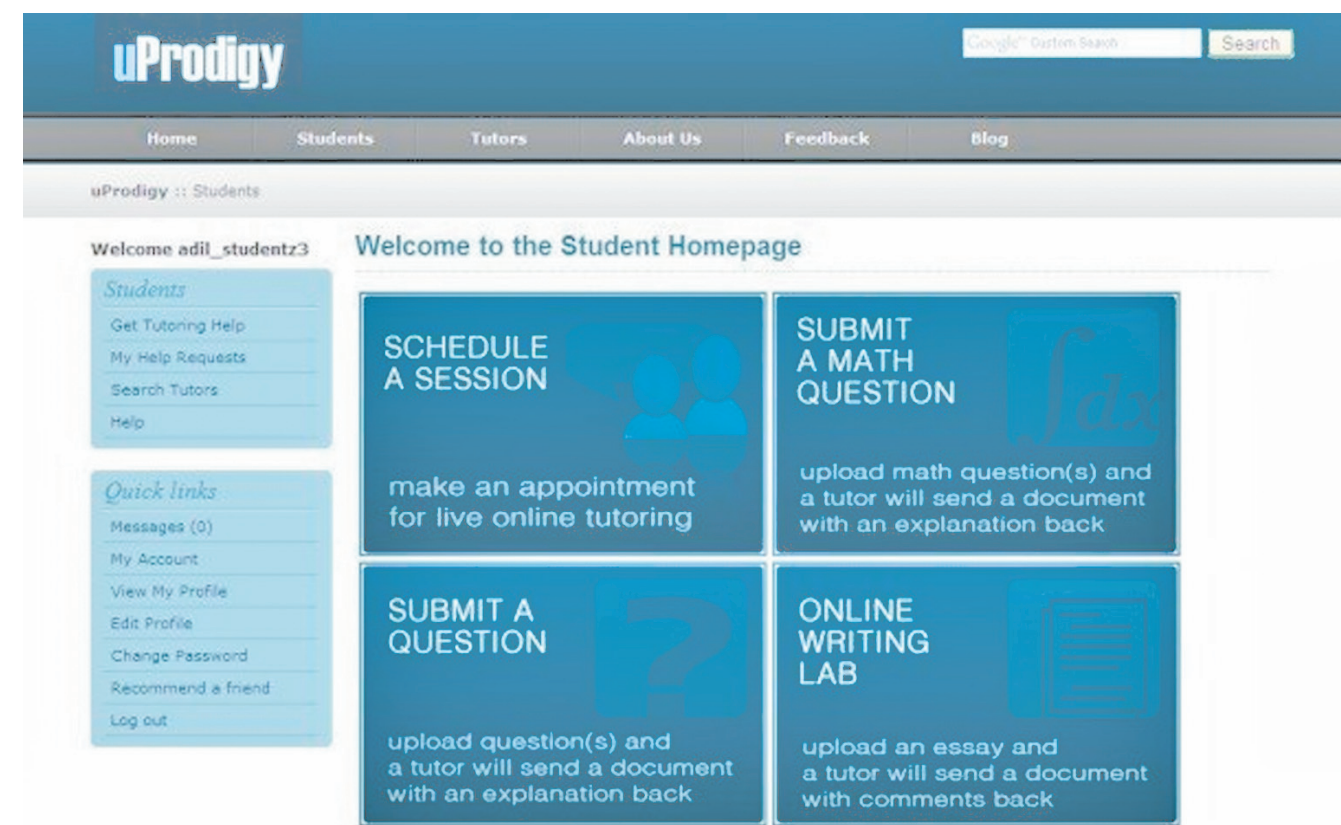 uProdigy
Google™ Custom Search
Search
Home Students Tutors About Us Feedback Blog
uProdigy :: Students
Welcome adil_studentz3
Students
Get Tutoring Help
My Help Requests
Search Tutors
Help
Quick links
Messages (0)
My Account
View My Profile
Edit Profile
Change Password
Recommend a friend
Log out
Welcome to the Student Homepage
SCHEDULE
A SESSION
make an appointment
for live online tutoring
SUBMIT
A MATH
QUESTION
∫dx
upload math question(s) and
a tutor will send a document
with an explanation back
SUBMIT A
QUESTION
?
upload question(s) and
a tutor will send a document
with an explanation back
ONLINE
WRITING
LAB
upload an essay and
a tutor will send a document
with comments back